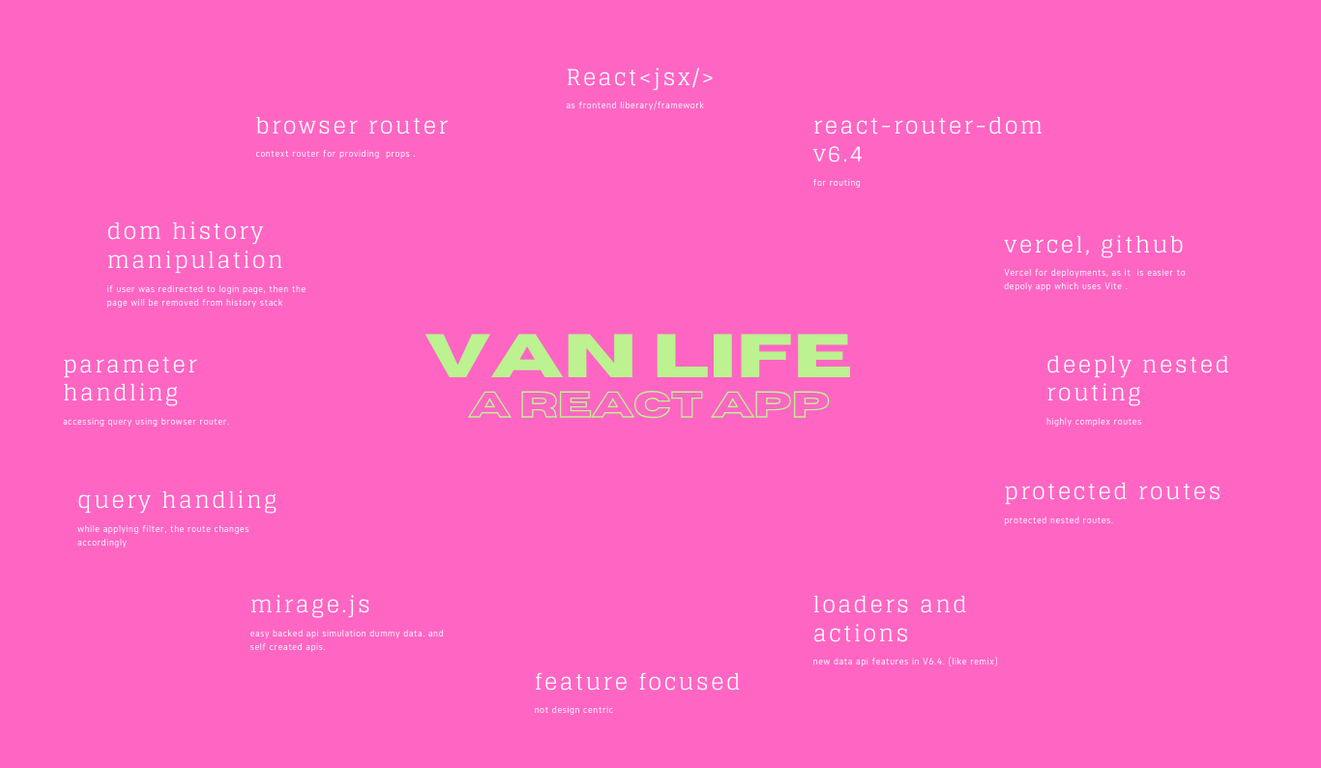 React<jsx/>
as frontend liberary/framework
browser router
context router for providing  props .
react-router-dom
v6.4
for routing
dom history
manipulation
if user was redirected to login page, then the
page will be removed from history stack
vercel, github
Vercel for deployments, as it  is easier to
depoly app which uses Vite .
VAN LIFE
A REACT APP
parameter
handling
accessing query using browser router.
deeply nested
routing
highly complex routes
query handling
while applying filter, the route changes
accordingly
protected routes
protected nested routes.
mirage.js
easy backed api simulation dummy data. and
self created apis.
loaders and
actions
new data api features in V6.4. (like remix)
feature focused
not design centric